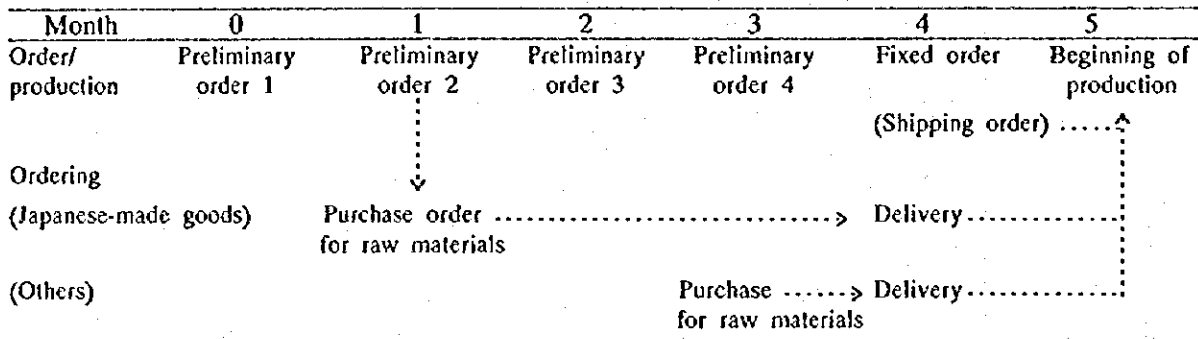 Month 0 1 2 3 4 5
Order/ Preliminary Preliminary Preliminary Preliminary Fixed order Beginning of
production order 1 order 2 order 3 order 4 production
(Shipping order)
Ordering
(Japanese-made goods) Purchase order Delivery
for raw materials
(Others) Purchase Delivery
for raw materials